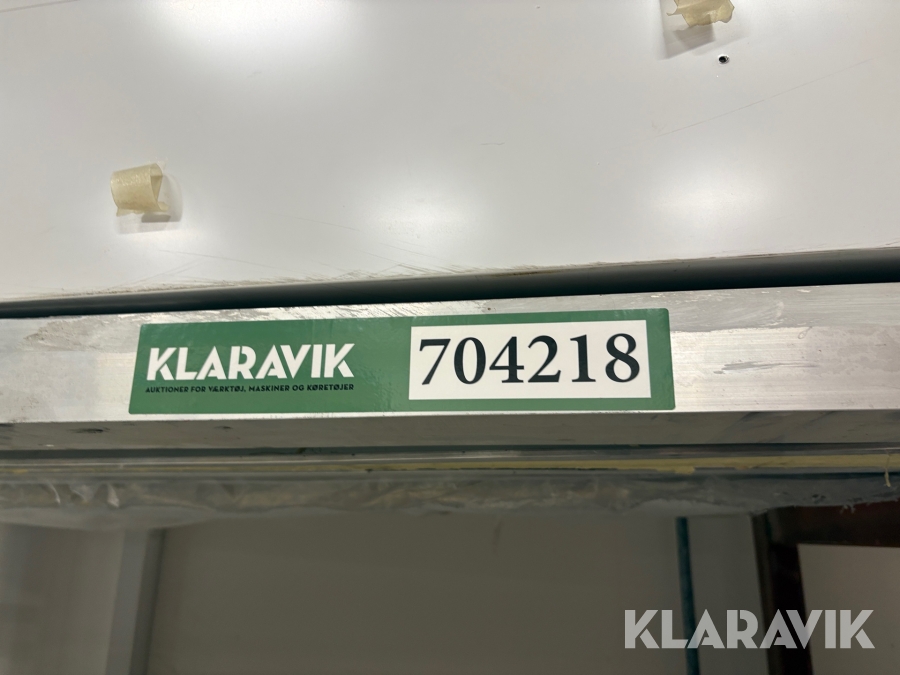 KLARAVIK
AUKTIONER FOR VÆRKTØJ, MASKINER OG KØRETØJER
704218
KLARAVIK